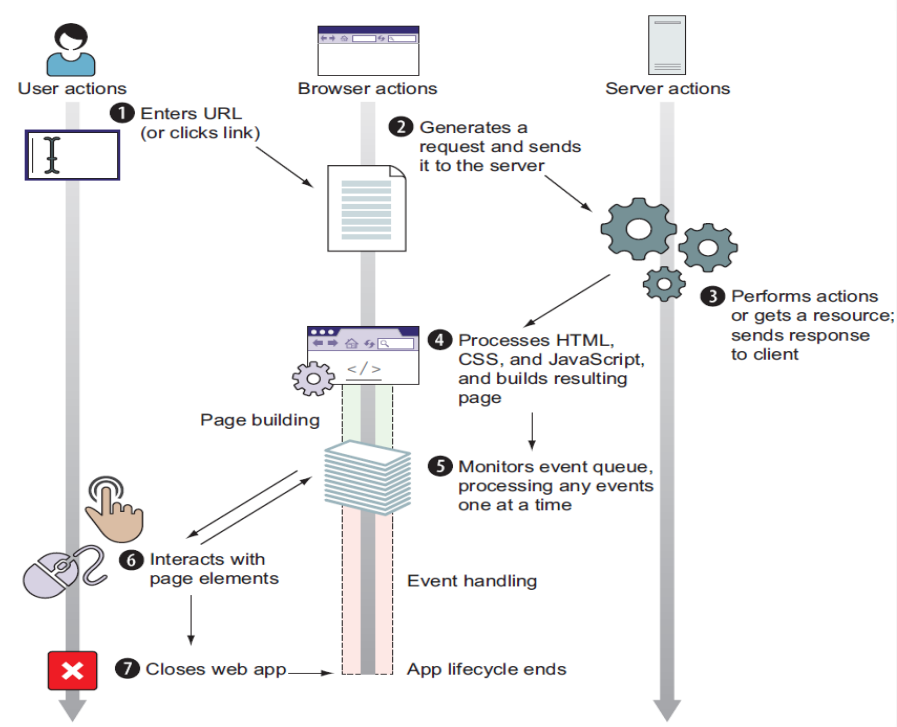 User actions
Browser actions
Server actions
1 Enters URL
(or clicks link)
2 Generates a
request and sends
it to the server
3 Performs actions
or gets a resource;
sends response
to client
4 Processes HTML,
CSS, and JavaScript,
and builds resulting
page
</>
Page building
5 Monitors event queue,
processing any events
one at a time
6 Interacts with
page elements
Event handling
7 Closes web app
App lifecycle ends